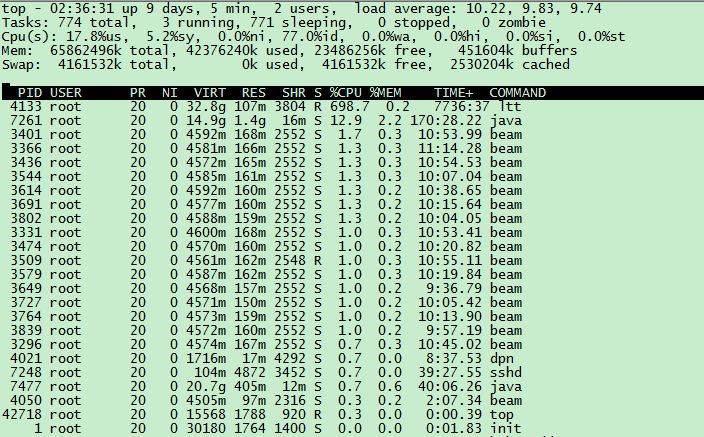 top - 02:36:31 up 9 days, 5 min, 2 users, load average: 10.22, 9.83, 9.74
Tasks: 774 total, 3 running, 771 sleeping, 0 stopped, 0 zombie
Cpu(s): 17.8%us, 5.2%sy, 0.0%ni, 77.0%id, 0.0%wa, 0.0%hi, 0.0%si, 0.0%st
Mem: 65862496k total, 42376240k used, 23486256k free, 451604k buffers
Swap: 4161532k total, 0k used, 4161532k free, 2530204k cached
PID USER PR NI VIRT RES SHR S %CPU %MEM TIME+ COMMAND
4133 root 20 0 32.8g 107m 3804 R 698.7 0.2 7736:37 ltt
7261 root 20 0 14.9g 1.4g 16m S 12.9 2.2 170:28.22 java
3401 root 20 0 4592m 168m 2552 S 1.7 0.3 10:53.99 beam
3366 root 20 0 4581m 166m 2552 S 1.3 0.3 11:14.28 beam
3436 root 20 0 4572m 165m 2552 S 1.3 0.3 10:54.53 beam
3544 root 20 0 4585m 161m 2552 S 1.3 0.3 10:07.04 beam
3614 root 20 0 4592m 160m 2552 S 1.3 0.2 10:38.65 beam
3691 root 20 0 4577m 160m 2552 S 1.3 0.2 10:15.64 beam
3802 root 20 0 4588m 159m 2552 S 1.3 0.2 10:04.05 beam
3331 root 20 0 4600m 168m 2552 S 1.0 0.3 10:53.41 beam
3474 root 20 0 4570m 160m 2552 S 1.0 0.2 10:20.82 beam
3509 root 20 0 4561m 162m 2548 R 1.0 0.3 10:55.11 beam
3579 root 20 0 4587m 162m 2552 S 1.0 0.3 10:19.84 beam
3649 root 20 0 4568m 157m 2552 S 1.0 0.2 9:36.79 beam
3727 root 20 0 4571m 150m 2552 S 1.0 0.2 10:05.42 beam
3764 root 20 0 4573m 159m 2552 S 1.0 0.2 10:13.90 beam
3839 root 20 0 4572m 160m 2552 S 1.0 0.2 9:57.19 beam
3296 root 20 0 4574m 167m 2552 S 0.7 0.3 10:45.02 beam
4021 root 20 0 1716m 17m 4292 S 0.7 0.0 8:37.53 dpn
7248 root 20 0 104m 4872 3452 S 0.7 0.0 39:27.55 sshd
7477 root 20 0 20.7g 405m 12m S 0.7 0.6 40:06.26 java
4050 root 20 0 4505m 97m 2316 S 0.3 0.2 2:07.34 beam
42718 root 20 0 15568 1788 920 R 0.3 0.0 0:00.39 top
1 root 20 0 30180 1764 1400 S 0.0 0.0 0:01.83 init